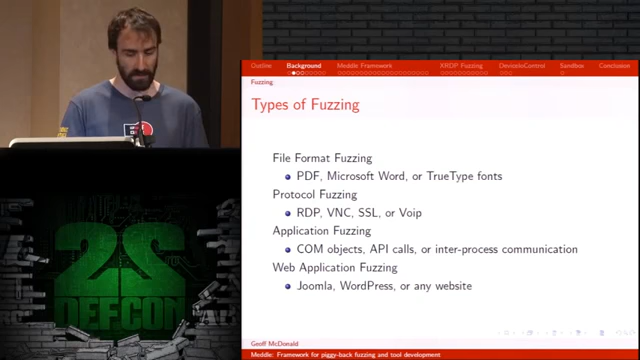 Outline
Background
Meddle Framework
XRDP Fuzzing
DeviceIoControl
Sandbox
Conclusion
Fuzzing
Types of Fuzzing
File Format Fuzzing
PDF, Microsoft Word, or TrueType fonts
Protocol Fuzzing
RDP, VNC, SSL, or Voip
Application Fuzzing
COM objects, API calls, or inter-process communication
Web Application Fuzzing
Joomla, WordPress, or any website
Geoff McDonald
Meddle: Framework for piggy-back fuzzing and tool development
DEFCON